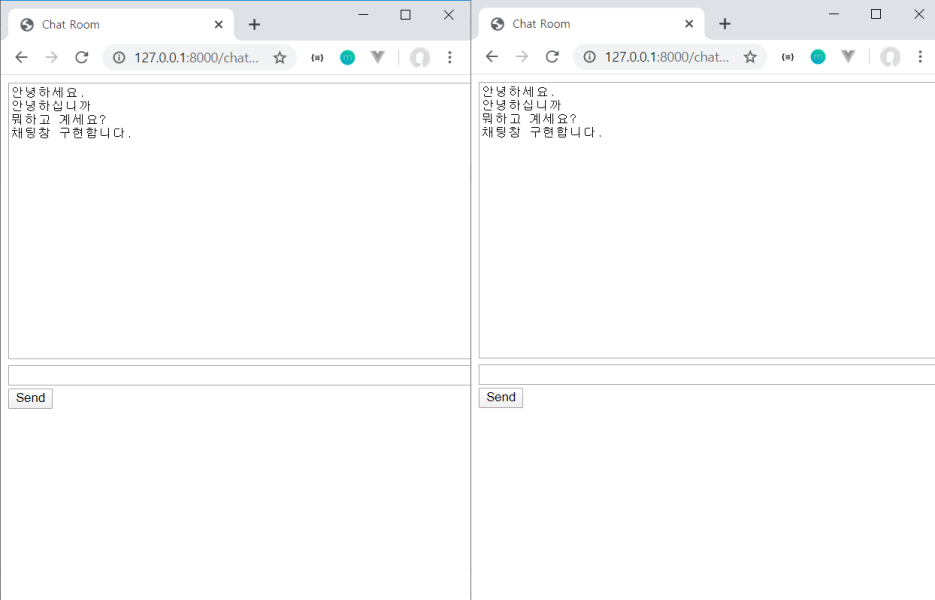 Chat Room
127.0.0.1:8000/chat...
안녕하세요.
안녕하십니까
뭐하고 계세요?
채팅창 구현합니다.
Send
Chat Room
127.0.0.1:8000/chat...
안녕하세요.
안녕하십니까
뭐하고 계세요?
채팅창 구현합니다.
Send